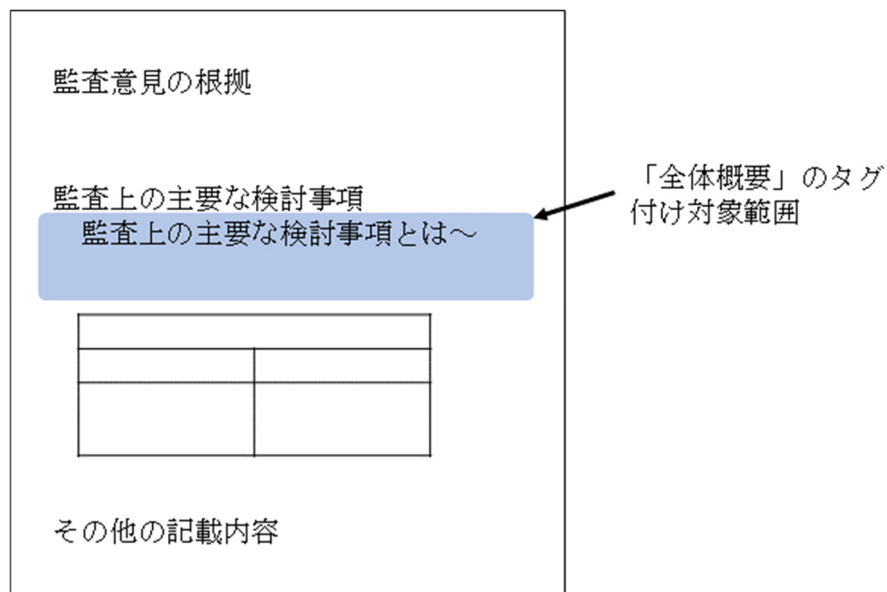 監査意見の根拠
監査上の主要な検討事項
監査上の主要な検討事項とは～
「全体概要」のタグ
付け対象範囲
その他の記載内容